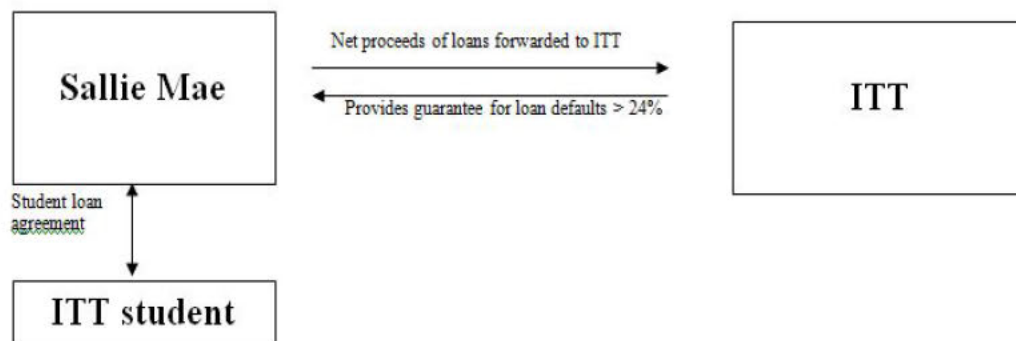 Sallie Mae
Net proceeds of loans forwarded to ITT
Provides guarantee for loan defaults > 24%
ITT
Student loan
agreement
ITT student